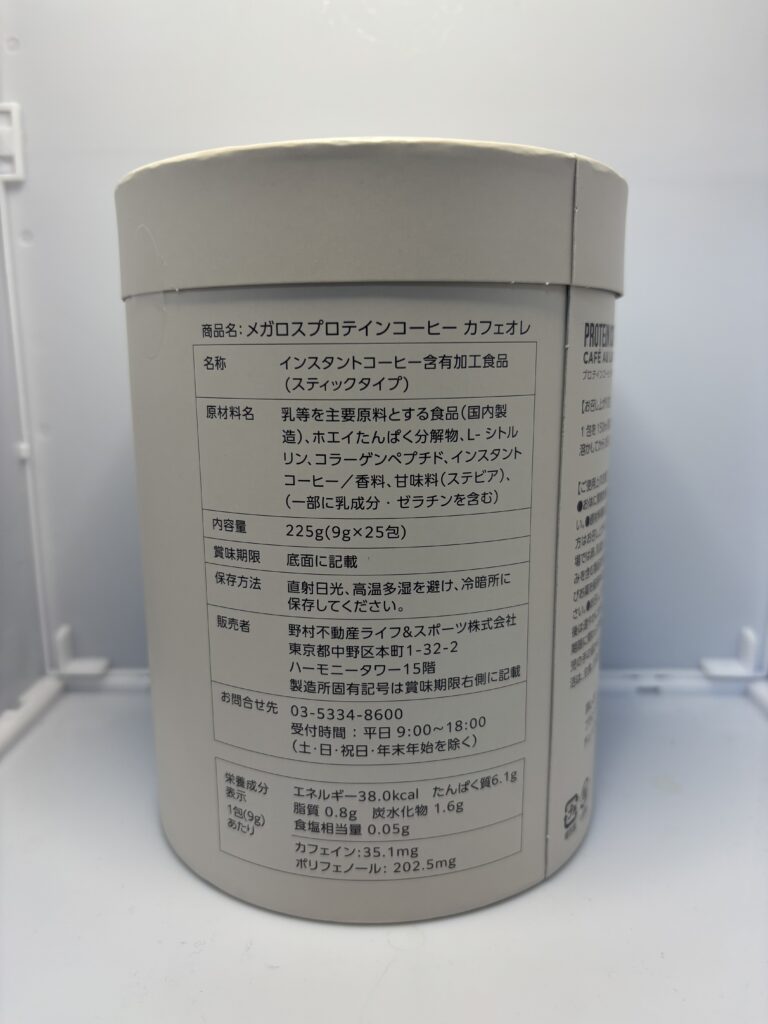 商品名：メガロスプロテインコーヒー カフェオレ
名称
インスタントコーヒー含有加工食品
（スティックタイプ）
原材料名
乳等を主要原料とする食品（国内製
造）、ホエイたんぱく分解物、L- シトル
リン、コラーゲンペプチド、インスタント
コーヒー／香料、甘味料（ステビア）、
（一部に乳成分・ゼラチンを含む）
内容量
225g(9g×25包)
賞味期限
底面に記載
保存方法
直射日光、高温多湿を避け、冷暗所に
保存してください。
販売者
野村不動産ライフ&スポーツ株式会社
東京都中野区本町1-32-2
ハーモニータワー15階
製造所固有記号は賞味期限右側に記載
お問合せ先
03-5334-8600
受付時間：平日 9:00～18:00
（土・日・祝日・年末年始を除く）
栄養成分
表示
1包(9g)
あたり
エネルギー38.0kcal たんぱく質6.1g
脂質 0.8g 炭水化物 1.6g
食塩相当量 0.05g
カフェイン:35.1mg
ポリフェノール: 202.5mg
PROTEIN
CAFÉ AU
プロテインコーヒー